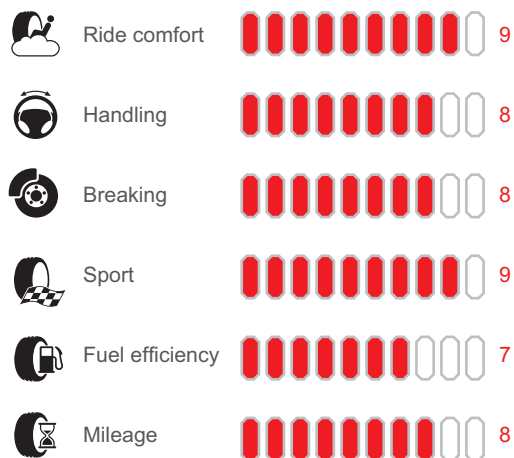 Ride comfort 9
Handling 8
Breaking 8
Sport 9
Fuel efficiency 7
Mileage 8